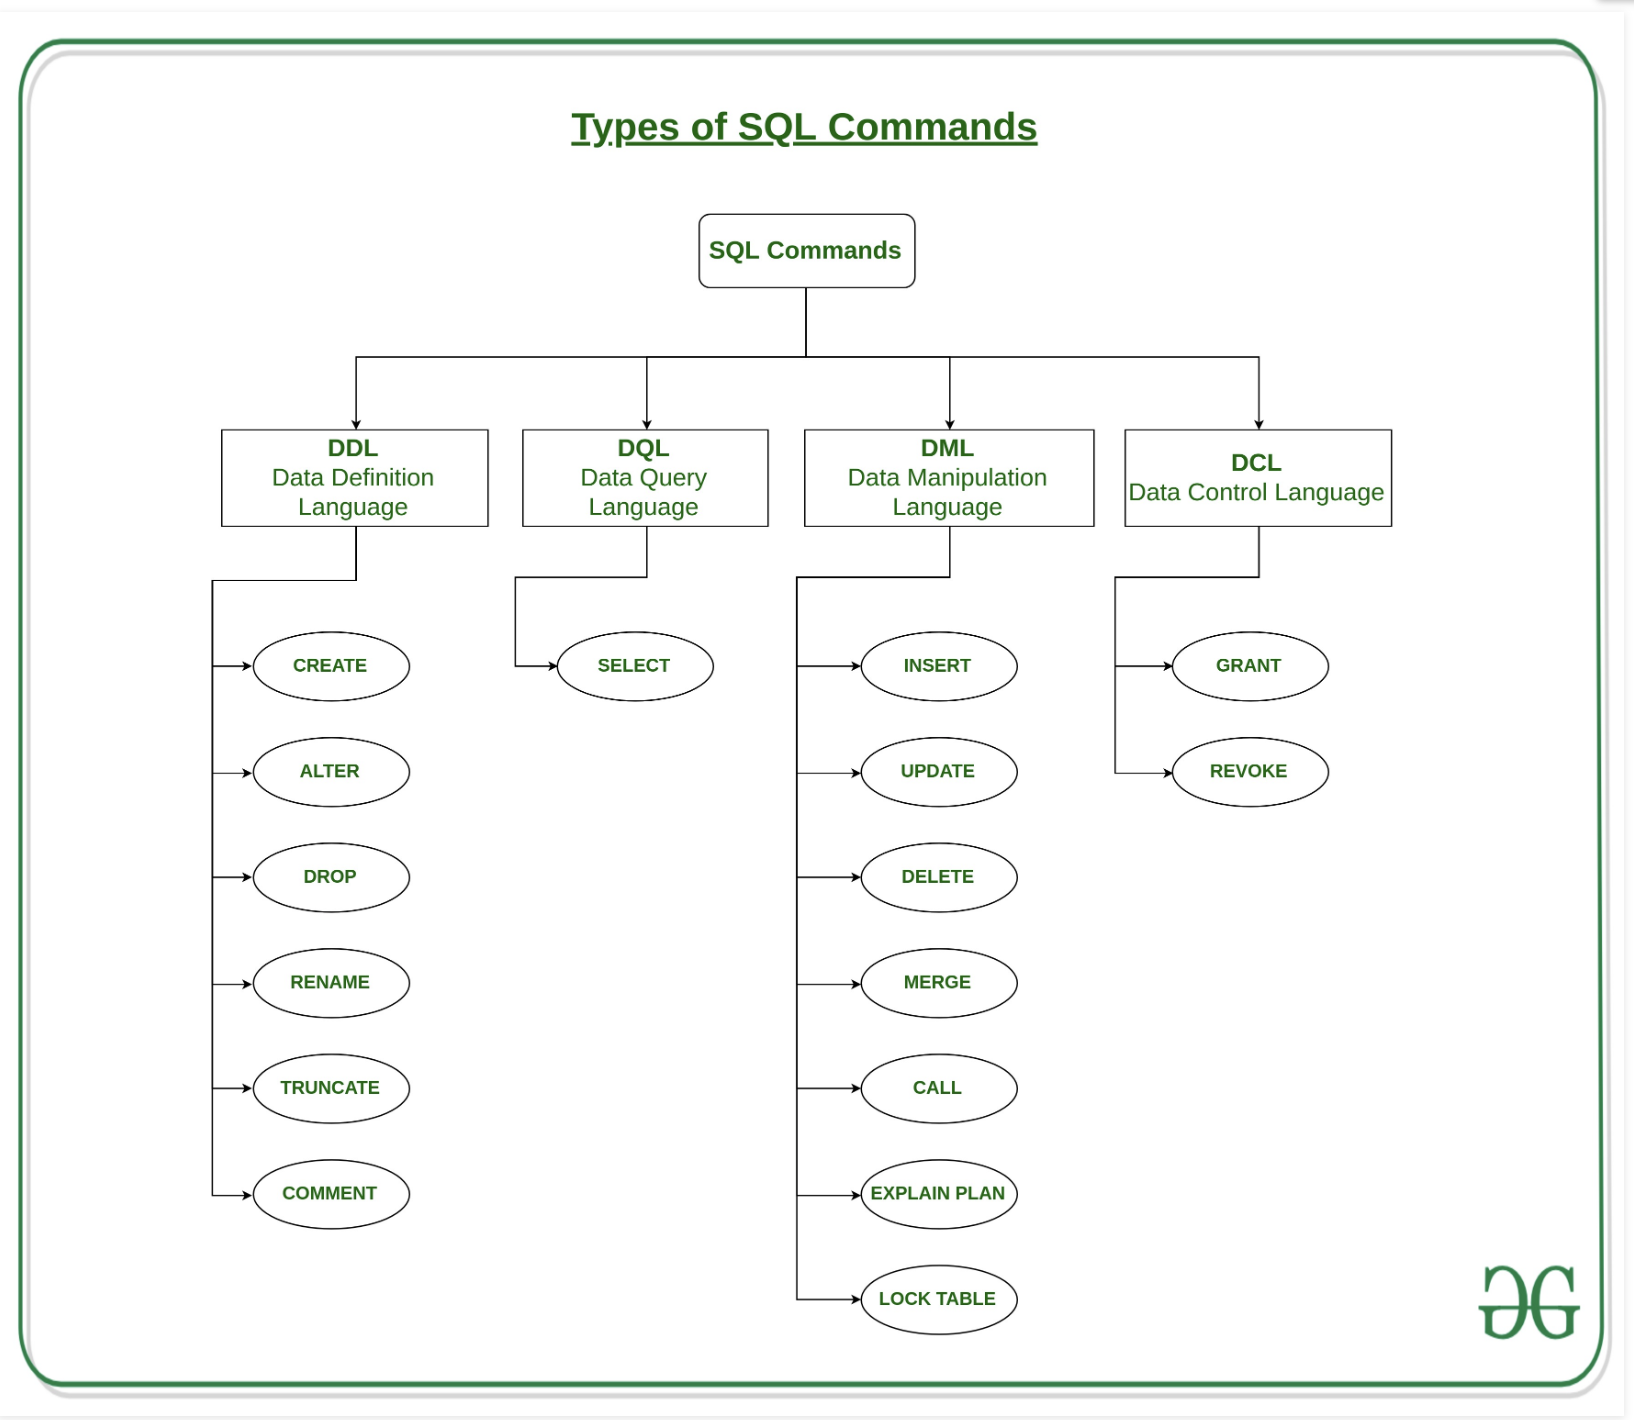 Types of SQL Commands
SQL Commands
DDL
Data Definition
Language
DQL
Data Query
Language
DML
Data Manipulation
Language
DCL
Data Control Language
CREATE
ALTER
DROP
RENAME
TRUNCATE
COMMENT
SELECT
INSERT
UPDATE
DELETE
MERGE
CALL
EXPLAIN PLAN
LOCK TABLE
GRANT
REVOKE